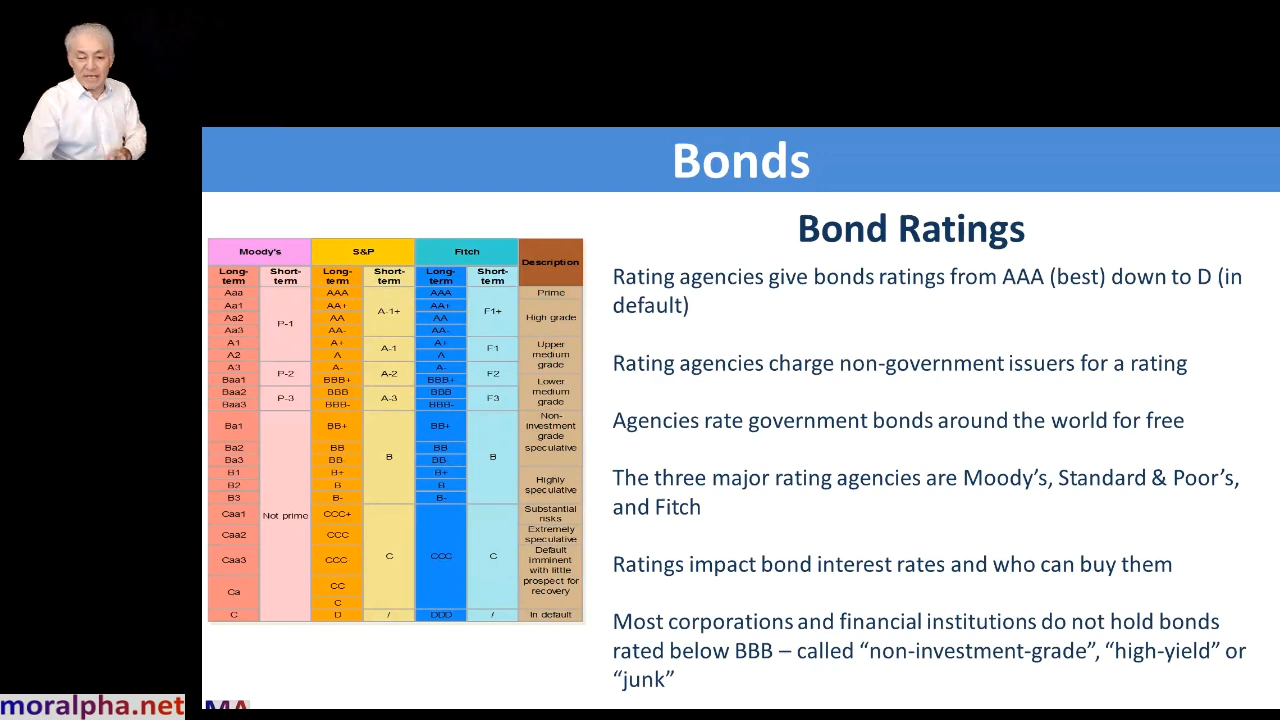 Bonds
Bond Ratings
Moody's S&P Fitch Description
Long-term Short-term Long-term Short-term Long-term Short-term
Aaa P-1 AAA A-1+ AAA F1+ Prime
Aa1 AA+ AA+ High grade
Aa2 AA AA
Aa3 AA- AA-
A1 A+ A-1 A+ F1 Upper medium grade
A2 A A
A3 P-2 A- A-2 A- F2
Baa1 BBB+ BBB+ Lower medium grade
Baa2 P-3 BBB A-3 BBB F3
Baa3 BBB- BBB-
Ba1 Not prime BB+ B BB+ B Non-investment grade speculative
Ba2 BB BB
Ba3 BB- BB-
B1 B+ B+ Highly speculative
B2 B B
B3 B- B-
Caa1 CCC+ C CCC C Substantial risks
Caa2 CCC Extremely speculative
Caa3 CCC Default imminent with little prospect for recovery
Ca CC
C
C D / DDD / In default
Rating agencies give bonds ratings from AAA (best) down to D (in
default)
Rating agencies charge non-government issuers for a rating
Agencies rate government bonds around the world for free
The three major rating agencies are Moody's, Standard & Poor's,
and Fitch
Ratings impact bond interest rates and who can buy them
Most corporations and financial institutions do not hold bonds
rated below BBB – called “non-investment-grade”, “high-yield” or
“junk”
moralpha.net
MA